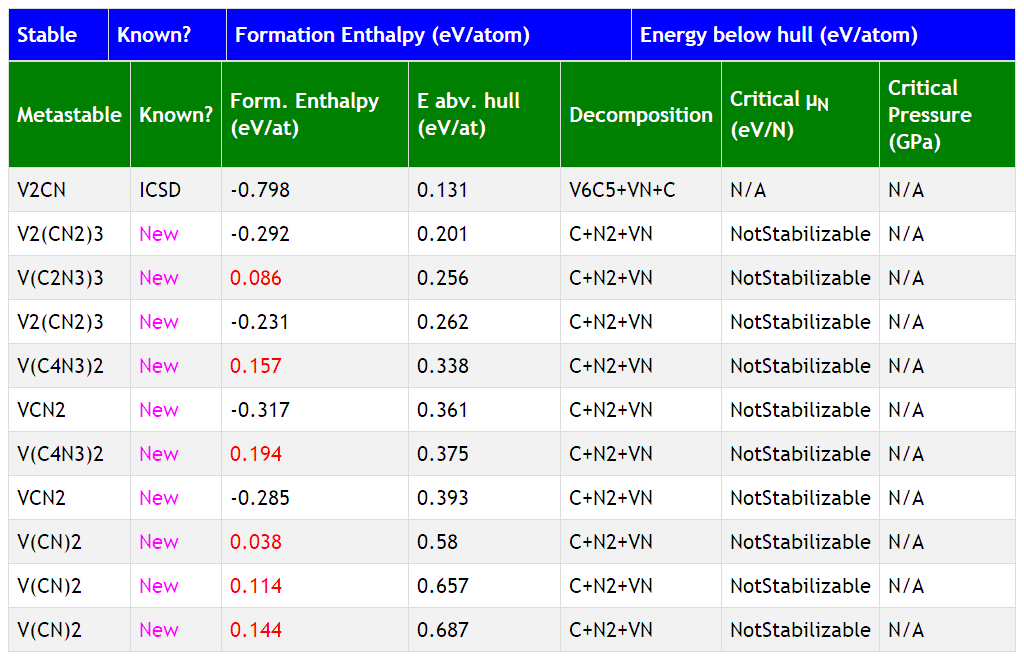 Stable Known? Formation Enthalpy (eV/atom) Energy below hull (eV/atom)
Metastable Known? Form. Enthalpy (eV/at) E abv. hull (eV/at) Decomposition Critical μN (eV/N) Critical Pressure (GPa)
V2CN ICSD -0.798 0.131 V6C5+VN+C N/A N/A
V2(CN2)3 New -0.292 0.201 C+N2+VN NotStabilizable N/A
V(C2N3)3 New 0.086 0.256 C+N2+VN NotStabilizable N/A
V2(CN2)3 New -0.231 0.262 C+N2+VN NotStabilizable N/A
V(C4N3)2 New 0.157 0.338 C+N2+VN NotStabilizable N/A
VCN2 New -0.317 0.361 C+N2+VN NotStabilizable N/A
V(C4N3)2 New 0.194 0.375 C+N2+VN NotStabilizable N/A
VCN2 New -0.285 0.393 C+N2+VN NotStabilizable N/A
V(CN)2 New 0.038 0.58 C+N2+VN NotStabilizable N/A
V(CN)2 New 0.114 0.657 C+N2+VN NotStabilizable N/A
V(CN)2 New 0.144 0.687 C+N2+VN NotStabilizable N/A